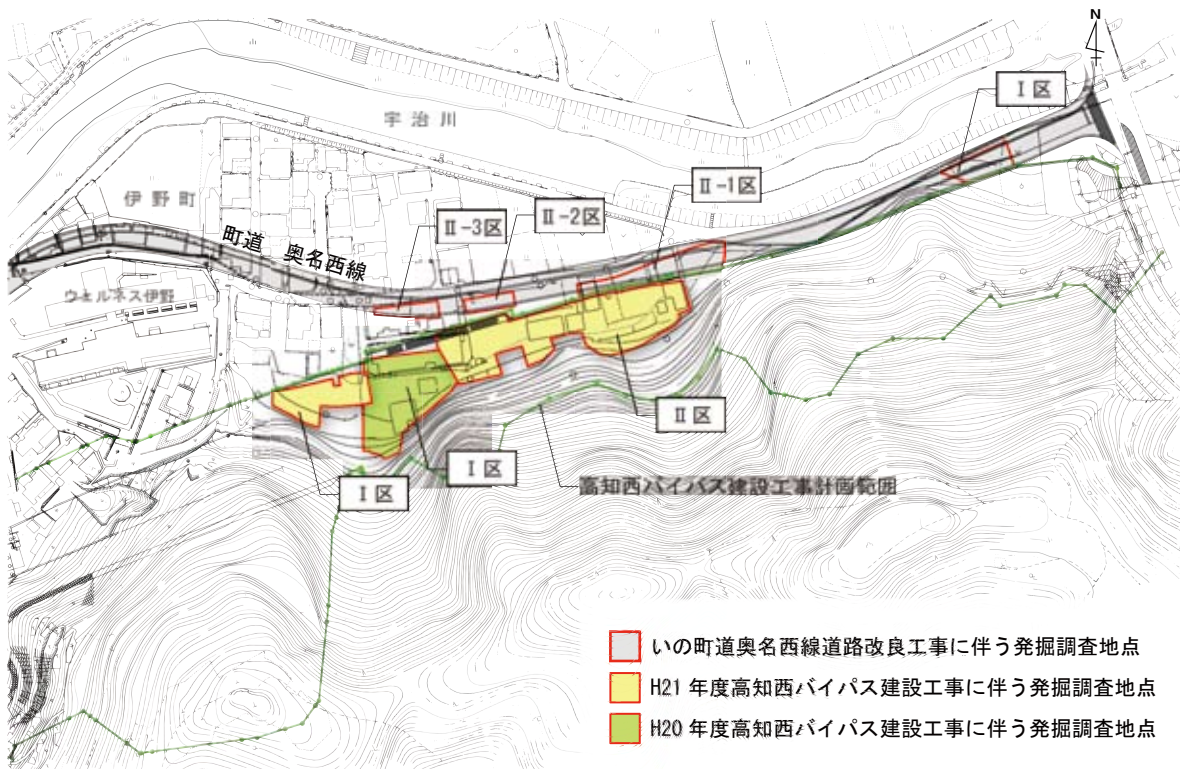 N
I区
宇治川
II-1区
伊野町
II-2区
II-3区
町道 奥名西線
ウェルネス伊野
II区
I区
I区
高知西バイパス建設工事計画範囲
いの町道奥名西線道路改良工事に伴う発掘調査地点
H21 年度高知西バイパス建設工事に伴う発掘調査地点
H20 年度高知西バイパス建設工事に伴う発掘調査地点